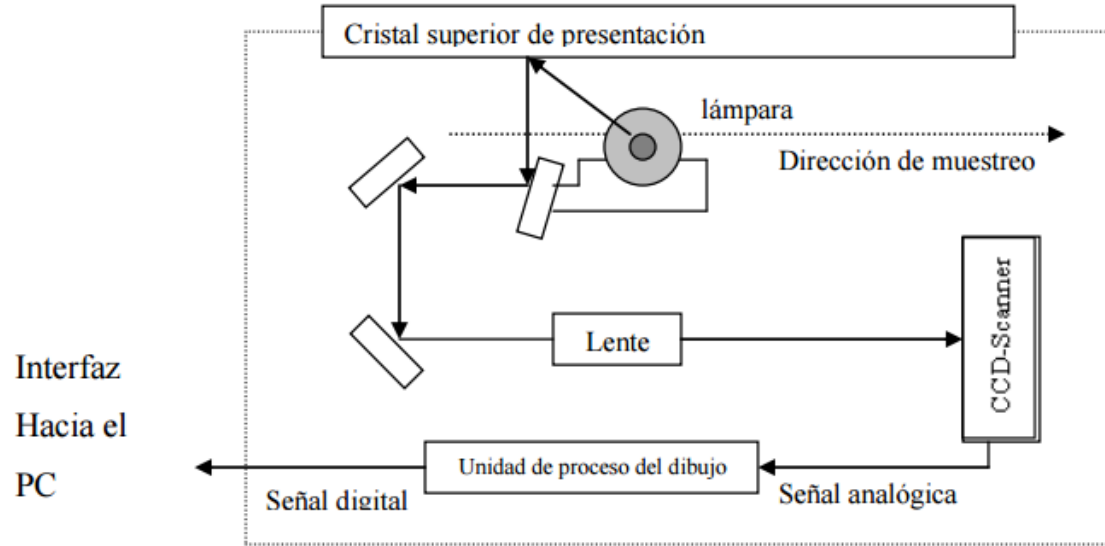 Cristal superior de presentación
lámpara
Dirección de muestreo
CCD-Scanner
Lente
Interfaz
Hacia el
PC
Unidad de proceso del dibujo
Señal digital
Señal analógica